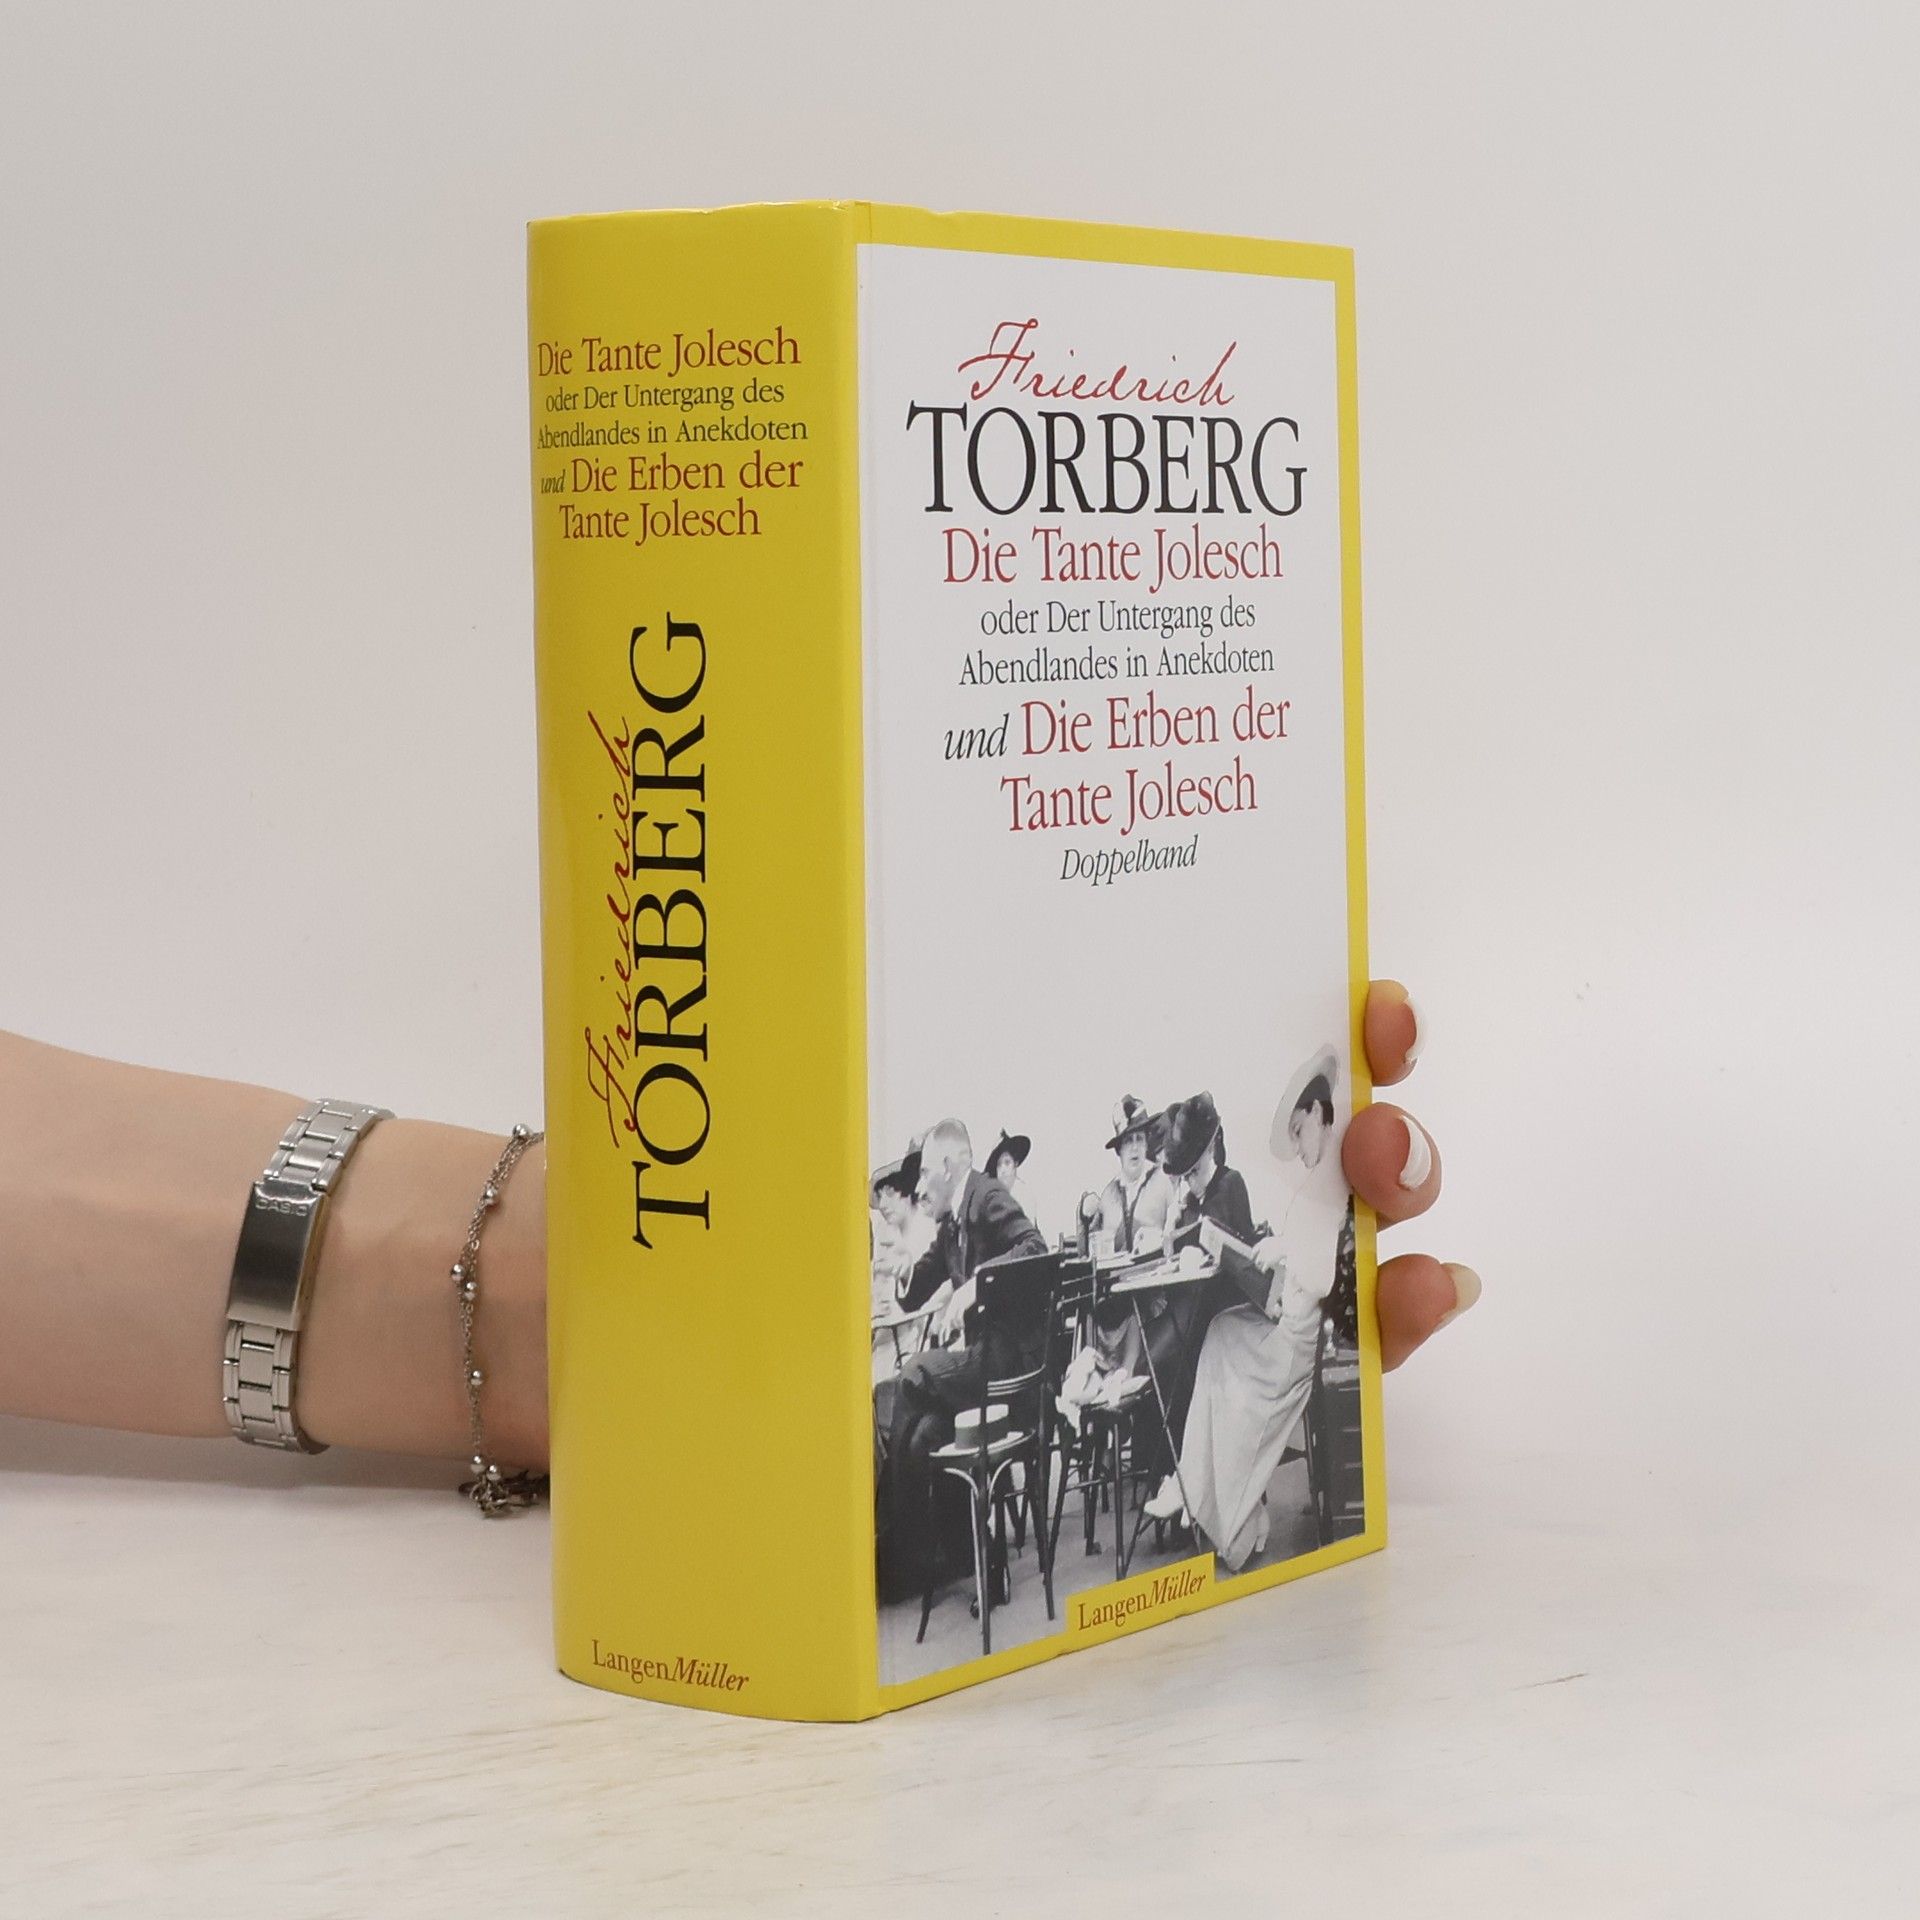 Die Tante Jolesch
oder Der Untergang des
Abendlandes in Anekdoten
und Die Erben der
Tante Jolesch
Friedrich
TORBERG
LangenMüller
Friedrich
TORBERG
Die Tante Jolesch
oder Der Untergang des
Abendlandes in Anekdoten
und Die Erben der
Tante Jolesch
Doppelband
LangenMüller
CASIO